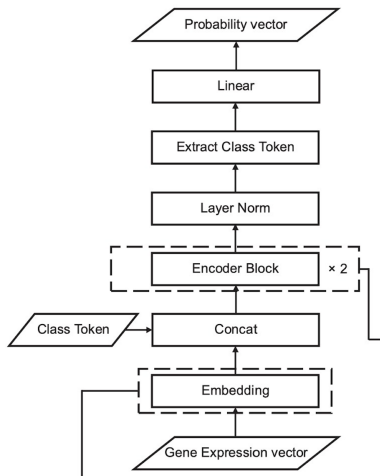 Probability vector
Linear
Extract Class Token
Layer Norm
Encoder Block × 2
Class Token Concat
Embedding
Gene Expression vector